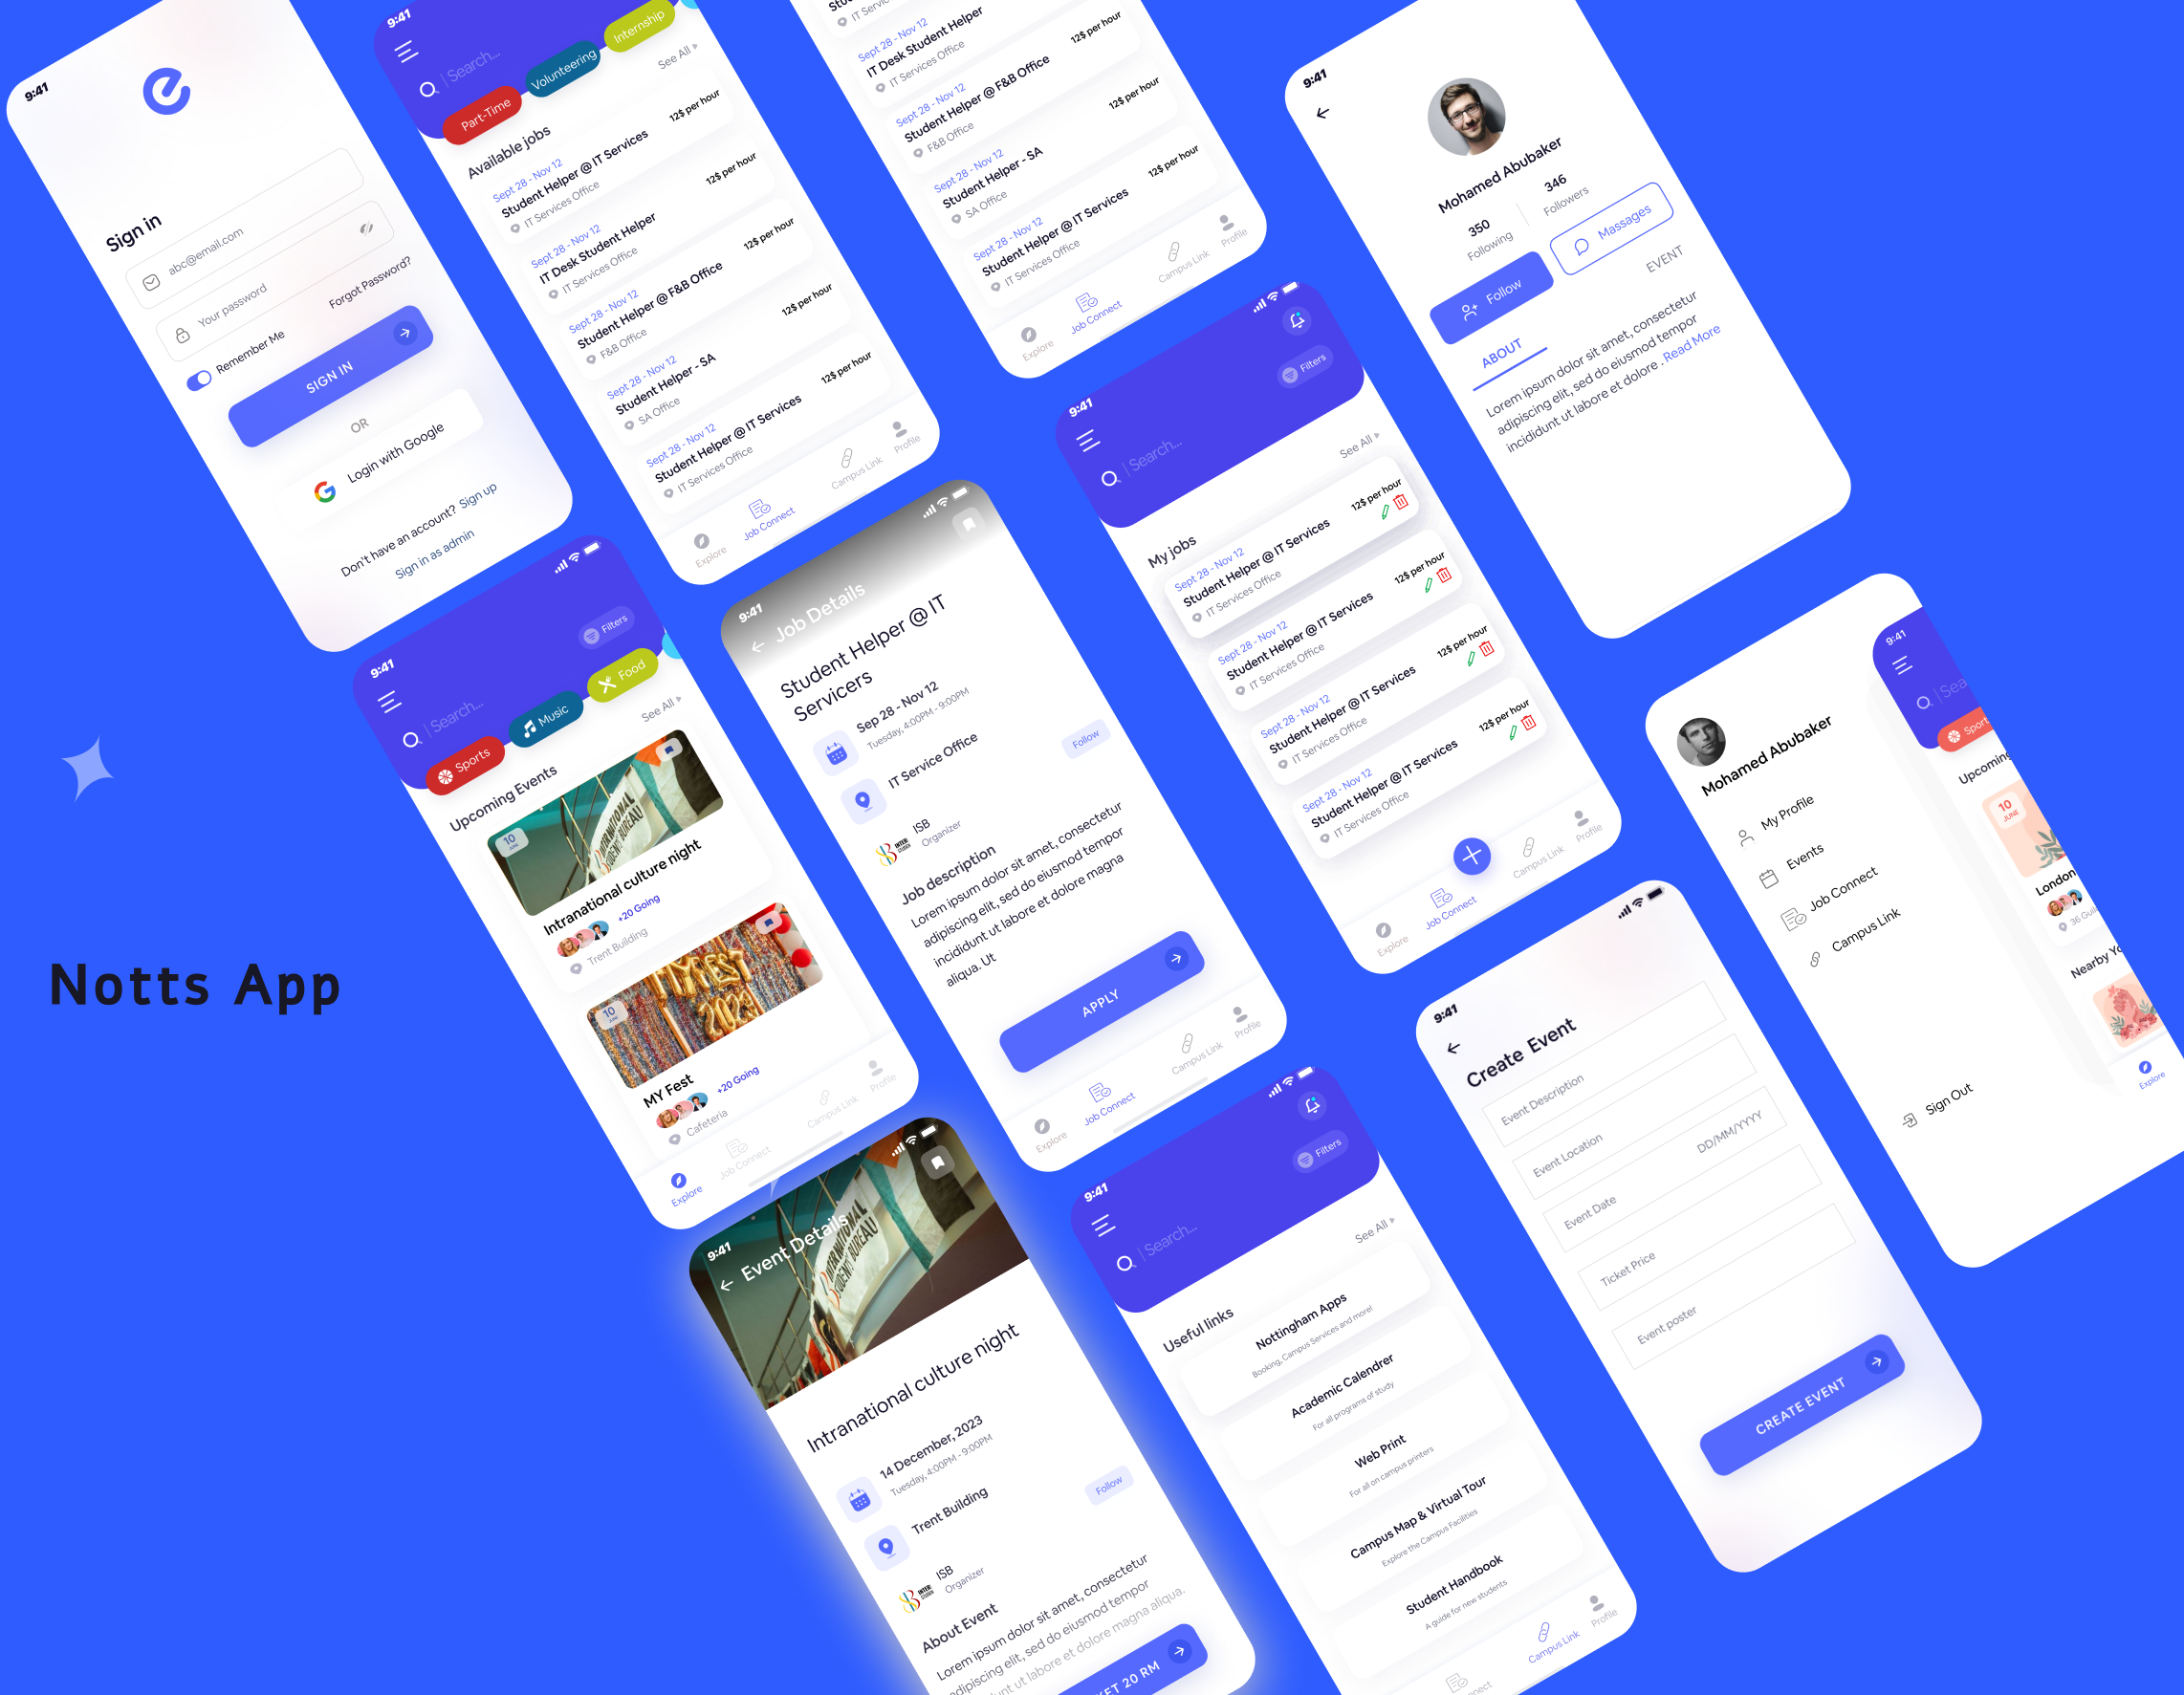 9:41
Sign in
abc@email.com
Your password
Remember Me
Forgot Password?
SIGN IN
OR
Login with Google
Don't have an account? Sign up
Sign in as admin
9:41
Search...
Part-Time
Volunteering
Internship
Available jobs
See All
Sept 28 - Nov 12
Student Helper @ IT Services
12$ per hour
IT Services Office
Sept 28 - Nov 12
IT Desk Student Helper
12$ per hour
IT Services Office
Sept 28 - Nov 12
Student Helper @ F&B Office
12$ per hour
F&B Office
Sept 28 - Nov 12
Student Helper - SA
12$ per hour
SA Office
Sept 28 - Nov 12
Student Helper @ IT Services
12$ per hour
IT Services Office
Explore
Job Connect
Campus Link
Profile
Sept 28 - Nov 12
IT Desk Student Helper
IT Services Office
12$ per hour
Sept 28 - Nov 12
Student Helper @ F&B Office
F&B Office
12$ per hour
Sept 28 - Nov 12
Student Helper - SA
SA Office
12$ per hour
Sept 28 - Nov 12
Student Helper @ IT Services
IT Services Office
Explore
Job Connect
Campus Link
Profile
9:41
Mohamed Abubaker
350
Following
346
Followers
Follow
Massages
ABOUT
EVENT
Lorem ipsum dolor sit amet, consectetur
adipiscing elit, sed do eiusmod tempor
incididunt ut labore et dolore . Read More
Notts App
9:41
Search...
Filters
Sports
Music
Food
Upcoming Events
See All
10
JUNE
INTERNATIONAL
STUDENT BUREAU
Intranational culture night
+20 Going
Trent Building
10
JUNE
MY FEST
2023
MY Fest
+20 Going
Cafeteria
Explore
Job Connect
Campus Link
Profile
9:41
Job Details
Student Helper @ IT
Servicers
Sep 28 - Nov 12
Tuesday, 4:00PM - 9:00PM
IT Service Office
ISB
Organizer
Follow
Job description
Lorem ipsum dolor sit amet, consectetur
adipiscing elit, sed do eiusmod tempor
incididunt ut labore et dolore magna
aliqua. Ut
APPLY
Explore
Job Connect
Campus Link
Profile
9:41
Search...
Filters
My jobs
See All
Sept 28 - Nov 12
Student Helper @ IT Services
12$ per hour
IT Services Office
Sept 28 - Nov 12
Student Helper @ IT Services
12$ per hour
IT Services Office
Sept 28 - Nov 12
Student Helper @ IT Services
12$ per hour
IT Services Office
Sept 28 - Nov 12
Student Helper @ IT Services
12$ per hour
IT Services Office
Explore
Job Connect
Campus Link
Profile
Mohamed Abubaker
My Profile
Events
Job Connect
Campus Link
Sign Out
9:41
Sports
Upcoming
10
JUNE
London
Explore
9:41
Event Details
INTERNATIONAL
STUDENT BUREAU
Intranational culture night
14 December, 2023
Tuesday, 4:00PM - 9:00PM
Trent Building
ISB
Organizer
Follow
About Event
Lorem ipsum dolor sit amet, consectetur
adipiscing elit, sed do eiusmod tempor
ut labore et dolore magna aliqua.
20 RM
9:41
Search...
Filters
Useful links
See All
Nottingham Apps
Booking, Campus Services and more!
Academic Calendrer
For all programs of study
Web Print
For all on campus printers
Campus Map & Virtual Tour
Explore the Campus Facilities
Student Handbook
A guide for new students
Campus Link
Profile
9:41
Create Event
Event Description
Event Location
Event Date
DD/MM/YYYY
Ticket Price
Event poster
CREATE EVENT